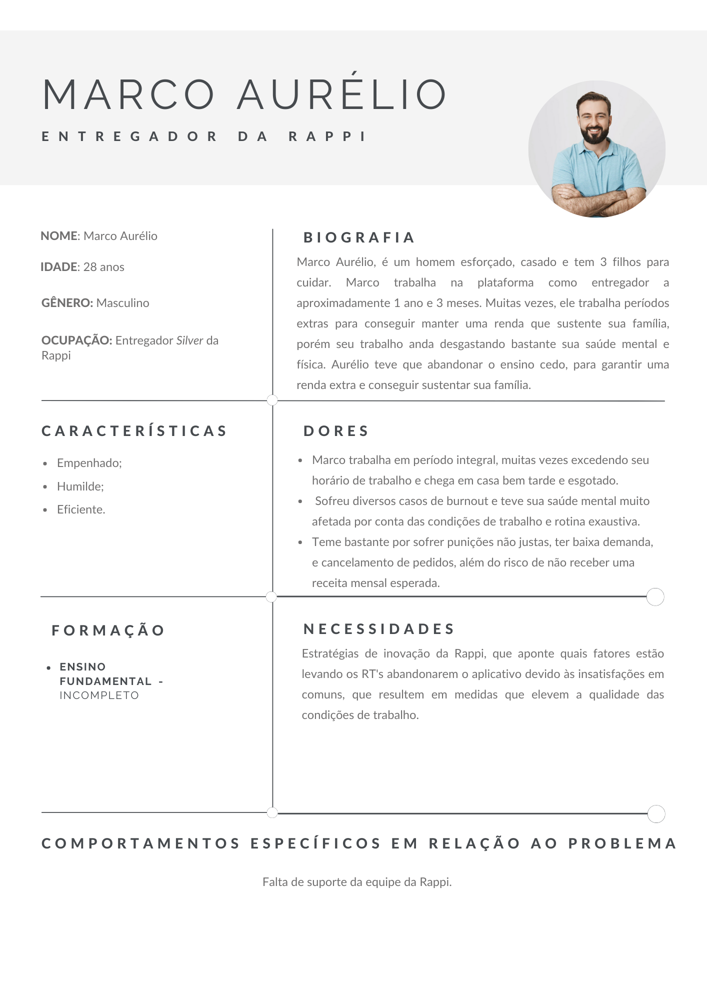 MARCO AURÉLIO
ENTREGADOR DA RAPPI
NOME: Marco Aurélio
IDADE: 28 anos
GÊNERO: Masculino
OCUPAÇÃO: Entregador Silver da
Rappi
BIOGRAFIA
Marco Aurélio, é um homem esforçado, casado e tem 3 filhos para
cuidar. Marco trabalha na plataforma como entregador a
aproximadamente 1 ano e 3 meses. Muitas vezes, ele trabalha períodos
extras para conseguir manter uma renda que sustente sua família,
porém seu trabalho anda desgastando bastante sua saúde mental e
física. Aurélio teve que abandonar o ensino cedo, para garantir uma
renda extra e conseguir sustentar sua família.
CARACTERÍSTICAS
• Empenhado;
• Humilde;
• Eficiente.
DORES
• Marco trabalha em período integral, muitas vezes excedendo seu
horário de trabalho e chega em casa bem tarde e esgotado.
• Sofreu diversos casos de burnout e teve sua saúde mental muito
afetada por conta das condições de trabalho e rotina exaustiva.
• Teme bastante por sofrer punições não justas, ter baixa demanda,
e cancelamento de pedidos, além do risco de não receber uma
receita mensal esperada.
FORMAÇÃO
• ENSINO
FUNDAMENTAL -
INCOMPLETO
NECESSIDADES
Estratégias de inovação da Rappi, que aponte quais fatores estão
levando os RT's abandonarem o aplicativo devido às insatisfações em
comuns, que resultem em medidas que elevem a qualidade das
condições de trabalho.
COMPORTAMENTOS ESPECÍFICOS EM RELAÇÃO AO PROBLEMA
Falta de suporte da equipe da Rappi.